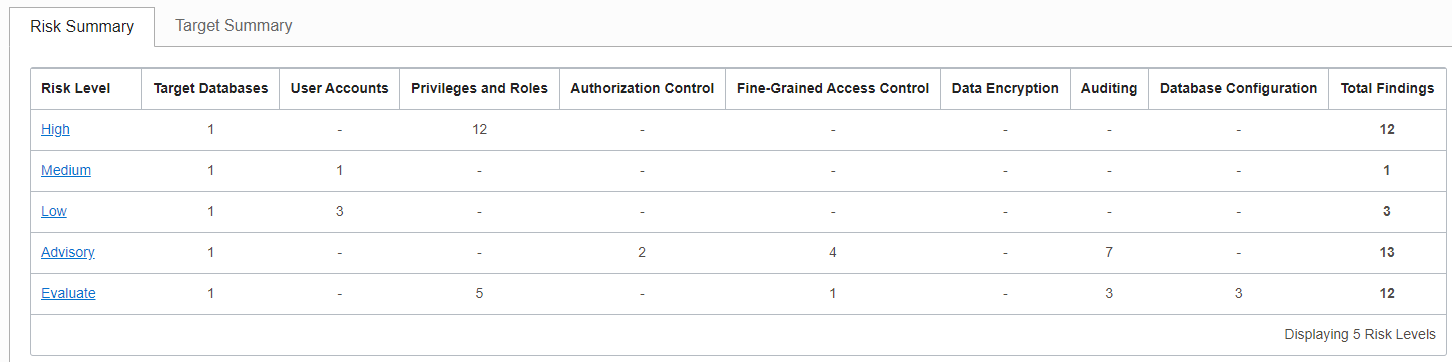 Risk Summary Target Summary
Risk Level Target Databases User Accounts Privileges and Roles Authorization Control Fine-Grained Access Control Data Encryption Auditing Database Configuration Total Findings
High 1 - 12 - - - - - 12
Medium 1 1 - - - - - - 1
Low 1 3 - - - - - - 3
Advisory 1 - - 2 4 - 7 - 13
Evaluate 1 - 5 - 1 - 3 3 12
Displaying 5 Risk Levels